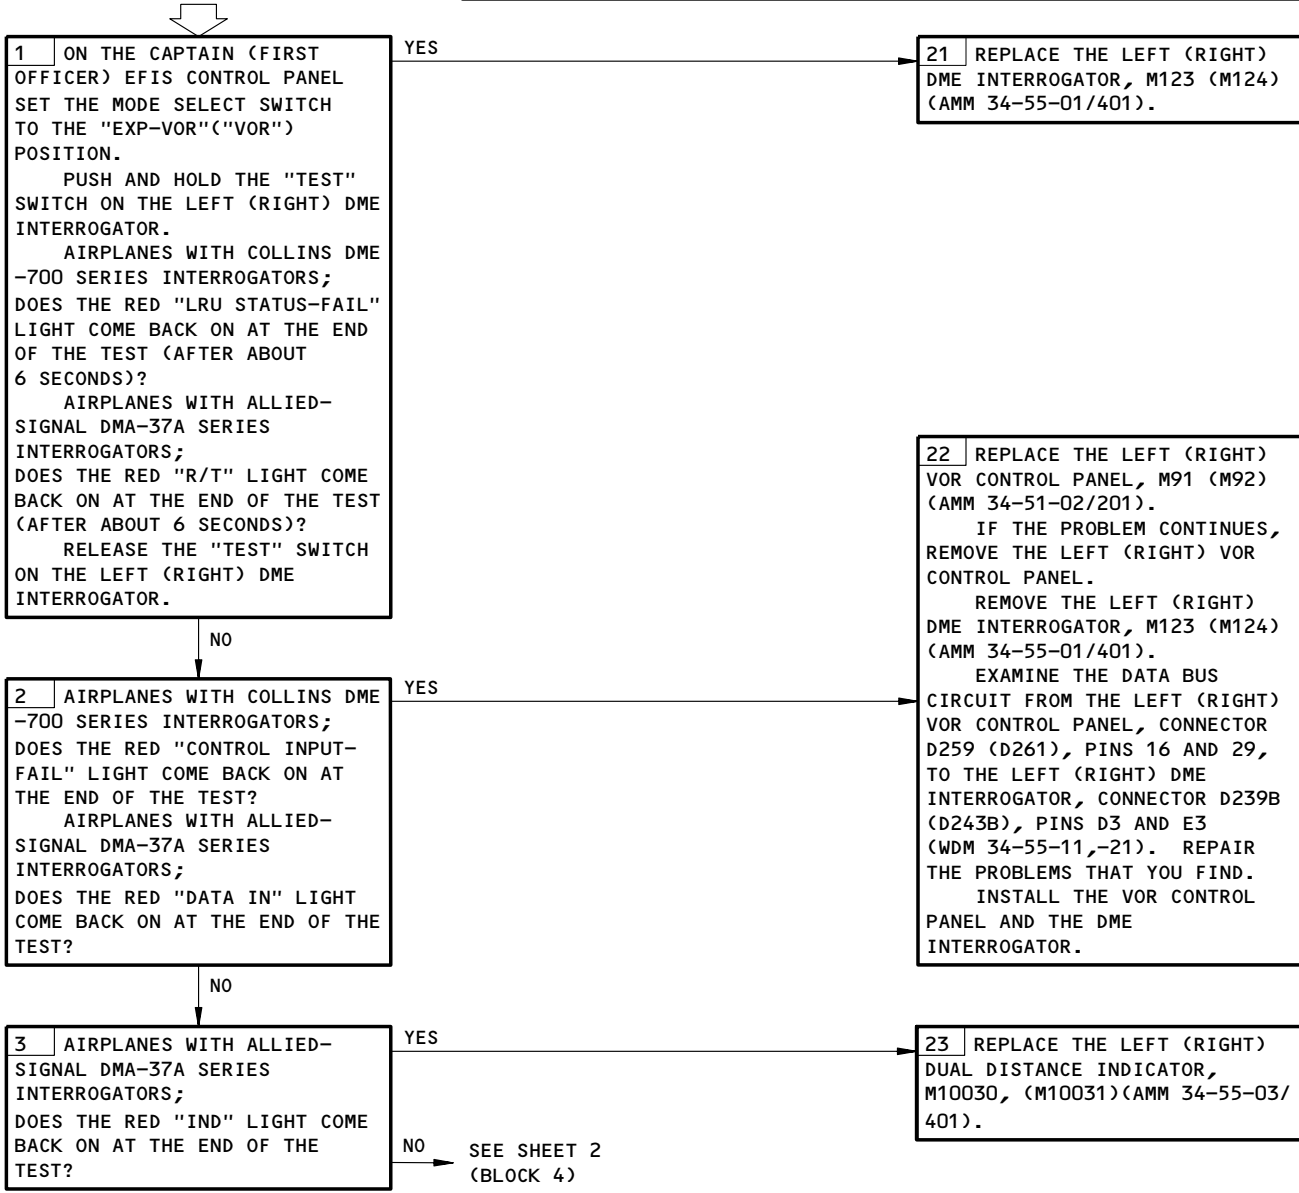 1 ON THE CAPTAIN (FIRST
OFFICER) EFIS CONTROL PANEL
SET THE MODE SELECT SWITCH
TO THE "EXP-VOR"("VOR")
POSITION.
PUSH AND HOLD THE "TEST"
SWITCH ON THE LEFT (RIGHT) DME
INTERROGATOR.
AIRPLANES WITH COLLINS DME
-700 SERIES INTERROGATORS;
DOES THE RED "LRU STATUS-FAIL"
LIGHT COME BACK ON AT THE END
OF THE TEST (AFTER ABOUT
6 SECONDS)?
AIRPLANES WITH ALLIED-
SIGNAL DMA-37A SERIES
INTERROGATORS;
DOES THE RED "R/T" LIGHT COME
BACK ON AT THE END OF THE TEST
(AFTER ABOUT 6 SECONDS)?
RELEASE THE "TEST" SWITCH
ON THE LEFT (RIGHT) DME
INTERROGATOR.
YES
21 REPLACE THE LEFT (RIGHT)
DME INTERROGATOR, M123 (M124)
(AMM 34-55-01/401).
NO
2 AIRPLANES WITH COLLINS DME
-700 SERIES INTERROGATORS;
DOES THE RED "CONTROL INPUT-
FAIL" LIGHT COME BACK ON AT
THE END OF THE TEST?
AIRPLANES WITH ALLIED-
SIGNAL DMA-37A SERIES
INTERROGATORS;
DOES THE RED "DATA IN" LIGHT
COME BACK ON AT THE END OF THE
TEST?
YES
22 REPLACE THE LEFT (RIGHT)
VOR CONTROL PANEL, M91 (M92)
(AMM 34-51-02/201).
IF THE PROBLEM CONTINUES,
REMOVE THE LEFT (RIGHT) VOR
CONTROL PANEL.
REMOVE THE LEFT (RIGHT)
DME INTERROGATOR, M123 (M124)
(AMM 34-55-01/401).
EXAMINE THE DATA BUS
CIRCUIT FROM THE LEFT (RIGHT)
VOR CONTROL PANEL, CONNECTOR
D259 (D261), PINS 16 AND 29,
TO THE LEFT (RIGHT) DME
INTERROGATOR, CONNECTOR D239B
(D243B), PINS D3 AND E3
(WDM 34-55-11,-21). REPAIR
THE PROBLEMS THAT YOU FIND.
INSTALL THE VOR CONTROL
PANEL AND THE DME
INTERROGATOR.
NO
3 AIRPLANES WITH ALLIED-
SIGNAL DMA-37A SERIES
INTERROGATORS;
DOES THE RED "IND" LIGHT COME
BACK ON AT THE END OF THE
TEST?
YES
23 REPLACE THE LEFT (RIGHT)
DUAL DISTANCE INDICATOR,
M10030, (M10031)(AMM 34-55-03/
401).
NO
SEE SHEET 2
(BLOCK 4)